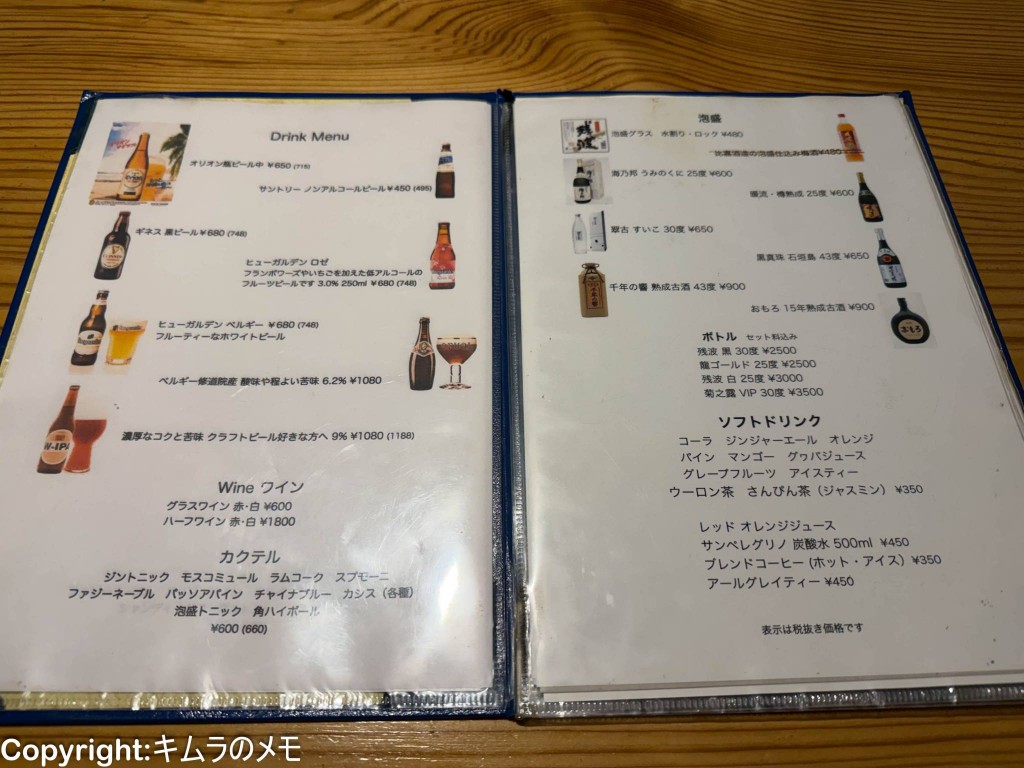 Drink Menu
オリオン瓶ビール中 ¥650 (715)
サントリー ノンアルコールビール¥450 (495)
ギネス 黒ビール¥680 (748)
ヒューガルデン ロゼ
フランボワーズやいちごを加えた低アルコールの
フルーツビールです 3.0% 250ml ¥680 (748)
ヒューガルデン ベルギー ¥680 (748)
フルーティーなホワイトビール
ベルギー修道院産 酸味や程よい苦味 6.2% ¥1080
濃厚なコクと苦味 クラフトビール好きな方へ 9% ¥1080 (1188)
Wine ワイン
グラスワイン 赤・白 ¥600
ハーフワイン 赤・白 ¥1800
カクテル
ジントニック モスコミュール ラムコーク スプモーニ
ファジーネーブル パッソアパイン チャイナブルー カシス（各種）
泡盛トニック 角ハイボール
¥600 (660)
泡盛
残波
泡盛グラス 水割り・ロック ¥480
比嘉酒造の泡盛仕込み梅酒¥480
海乃邦 うみのくに 25度 ¥600
暖流・樽熟成 25度 ¥600
翠古 すいこ 30度 ¥650
黒真珠 石垣島 43度 ¥650
千年の響 熟成古酒 43度 ¥900
おもろ 15年熟成古酒 ¥900
おもろ
ボトル セット料込み
残波 黒 30度 ¥2500
龍ゴールド 25度 ¥2500
残波 白 25度 ¥3000
菊之露 VIP 30度 ¥3500
ソフトドリンク
コーラ ジンジャーエール オレンジ
パイン マンゴー グァバジュース
グレープフルーツ アイスティー
ウーロン茶 さんぴん茶（ジャスミン） ¥350
レッド オレンジジュース
サンペレグリノ 炭酸水 500ml ¥450
ブレンドコーヒー (ホット・アイス) ¥350
アールグレイティー ¥450
表示は税抜き価格です
Copyright:キムラのメモ